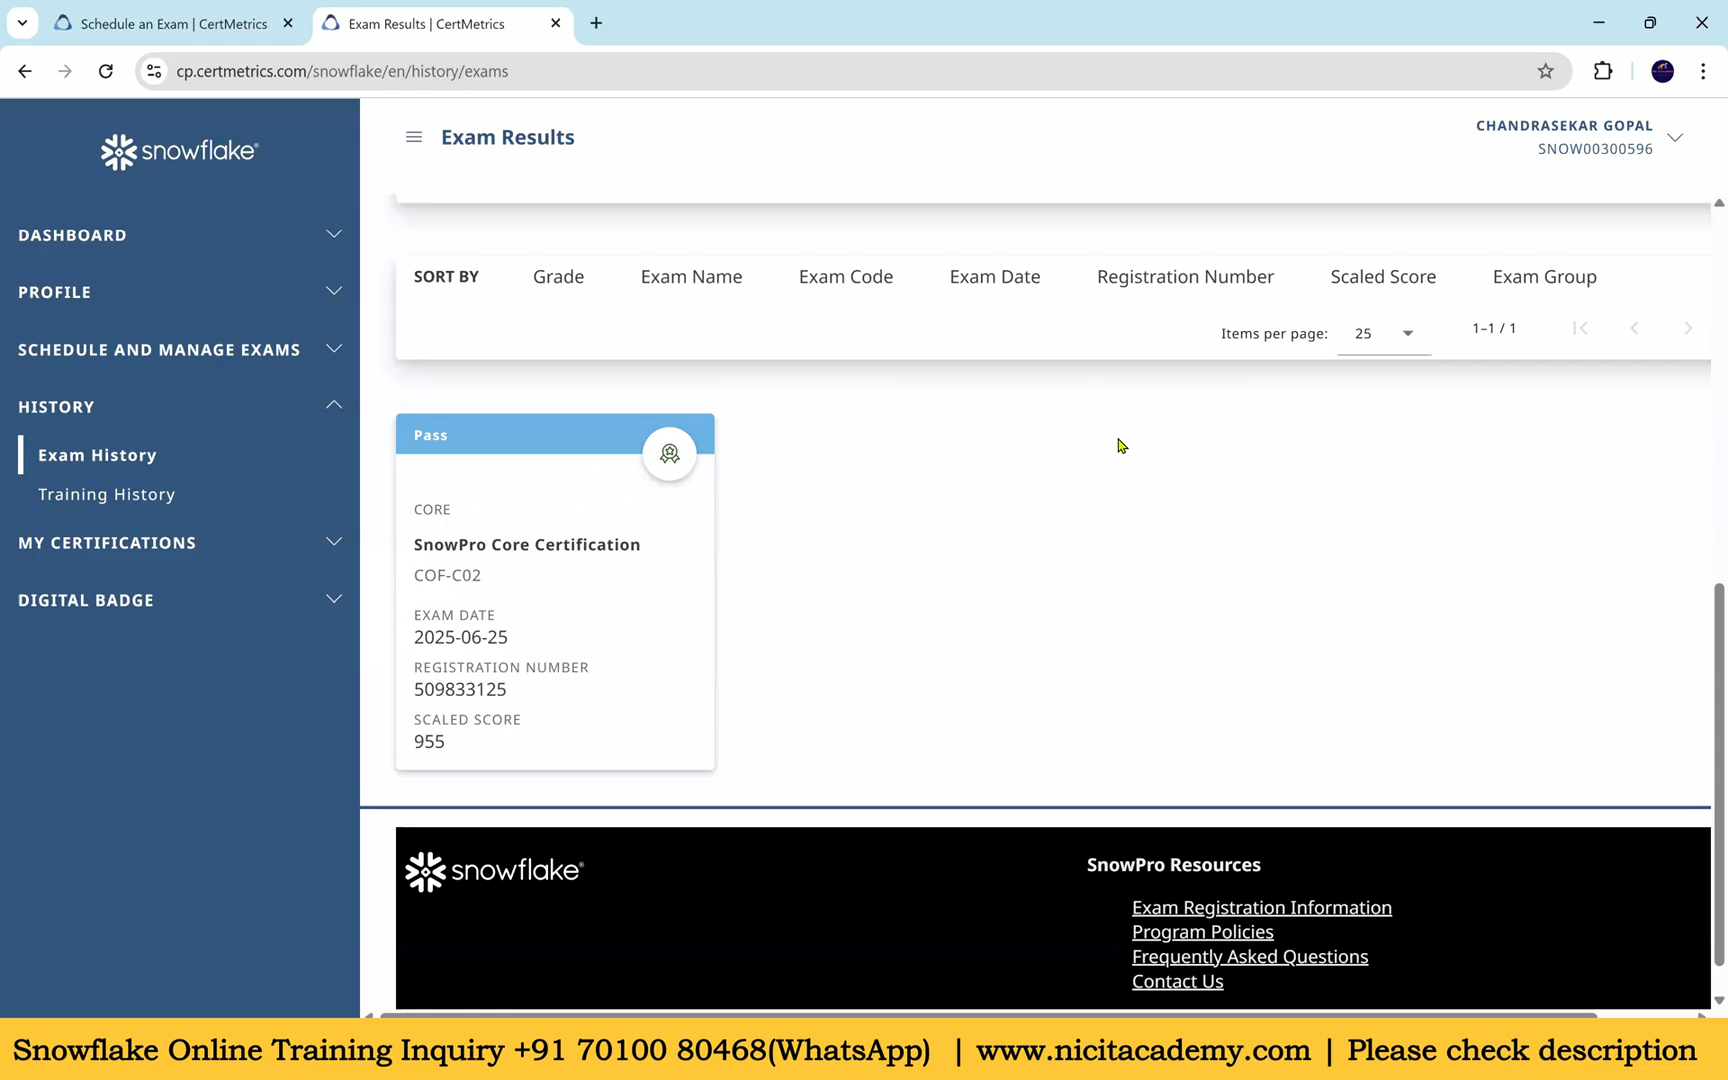 Schedule an Exam | CertMetrics
Exam Results | CertMetrics
cp.certmetrics.com/snowflake/en/history/exams
snowflake®
DASHBOARD
PROFILE
SCHEDULE AND MANAGE EXAMS
HISTORY
Exam History
Training History
MY CERTIFICATIONS
DIGITAL BADGE
Exam Results
CHANDRASEKAR GOPAL
SNOW00300596
SORT BY Grade Exam Name Exam Code Exam Date Registration Number Scaled Score Exam Group
Items per page: 25 1–1 / 1
Pass
CORE
SnowPro Core Certification
COF-C02
EXAM DATE
2025-06-25
REGISTRATION NUMBER
509833125
SCALED SCORE
955
snowflake®
SnowPro Resources
Exam Registration Information
Program Policies
Frequently Asked Questions
Contact Us
Snowflake Online Training Inquiry +91 70100 80468(WhatsApp) | www.nicitacademy.com | Please check description